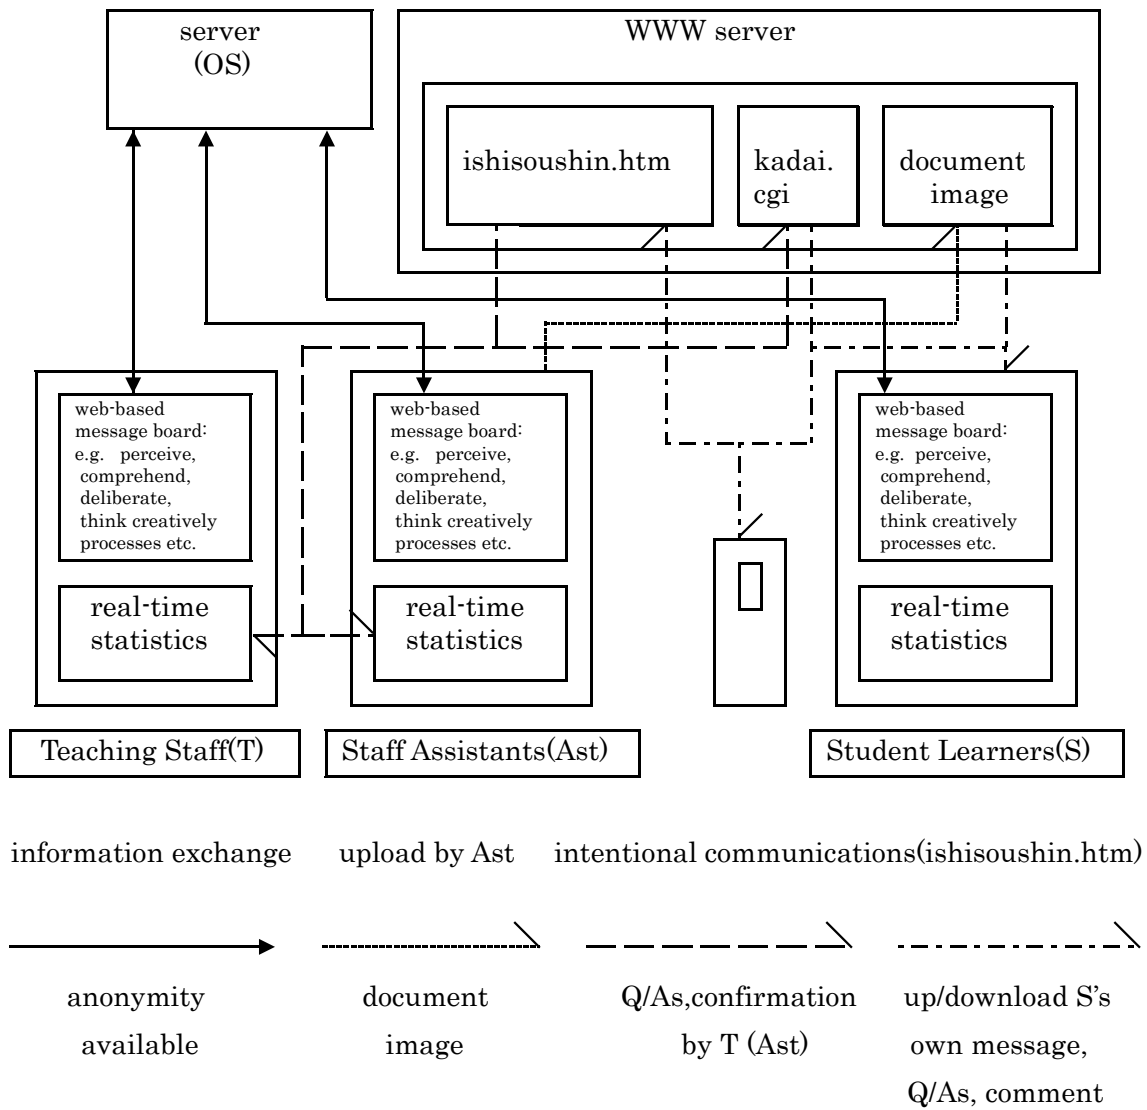 server
(OS)
WWW server
ishisoushin.htm
kadai.
cgi
document
image
web-based
message board:
e.g. perceive,
comprehend,
deliberate,
think creatively
processes etc.
real-time
statistics
web-based
message board:
e.g. perceive,
comprehend,
deliberate,
think creatively
processes etc.
real-time
statistics
web-based
message board:
e.g. perceive,
comprehend,
deliberate,
think creatively
processes etc.
real-time
statistics
Teaching Staff(T)
Staff Assistants(Ast)
Student Learners(S)
information exchange
upload by Ast
intentional communications(ishisoushin.htm)
anonymity
available
document
image
Q/As,confirmation
by T (Ast)
up/download S's
own message,
Q/As, comment